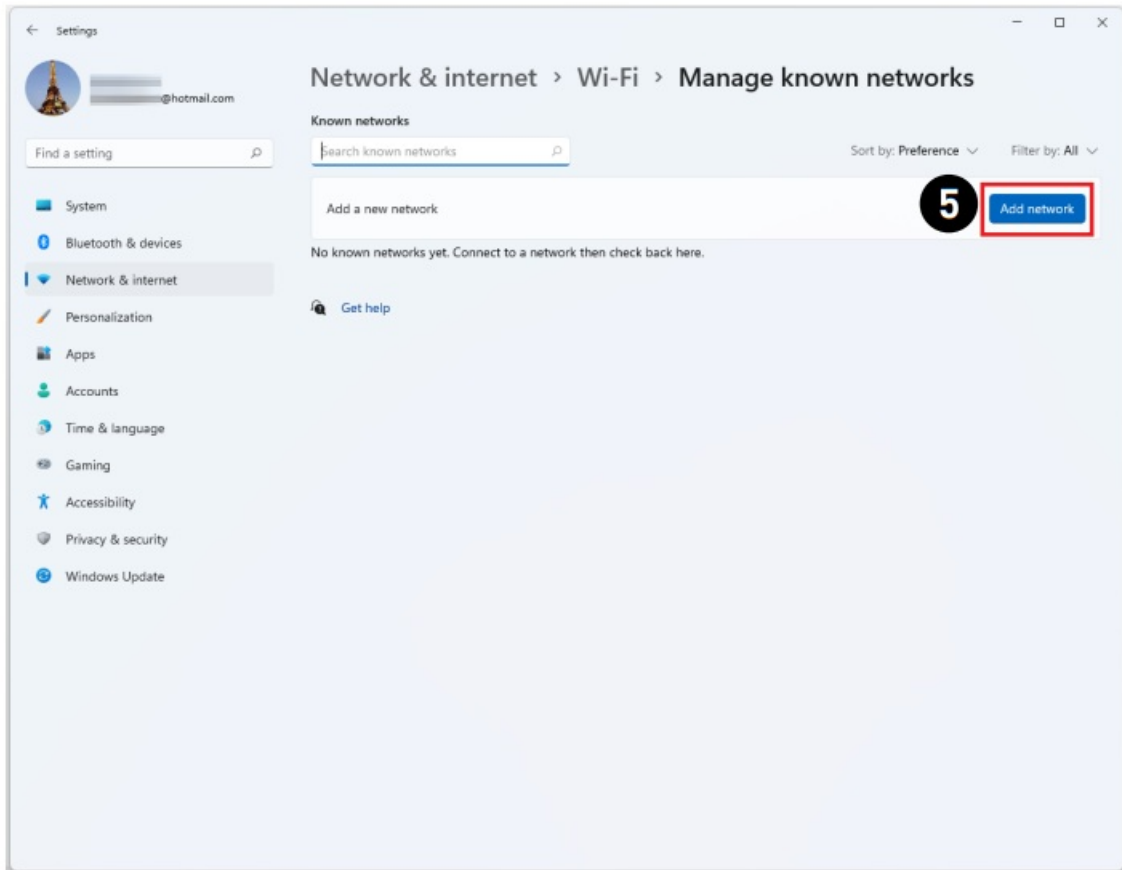 Settings
@hotmail.com
Find a setting
System
Bluetooth & devices
Network & internet
Personalization
Apps
Accounts
Time & language
Gaming
Accessibility
Privacy & security
Windows Update
Network & internet > Wi-Fi > Manage known networks
Known networks
Search known networks
Sort by: Preference
Filter by: All
Add a new network
5
Add network
No known networks yet. Connect to a network then check back here.
Get help